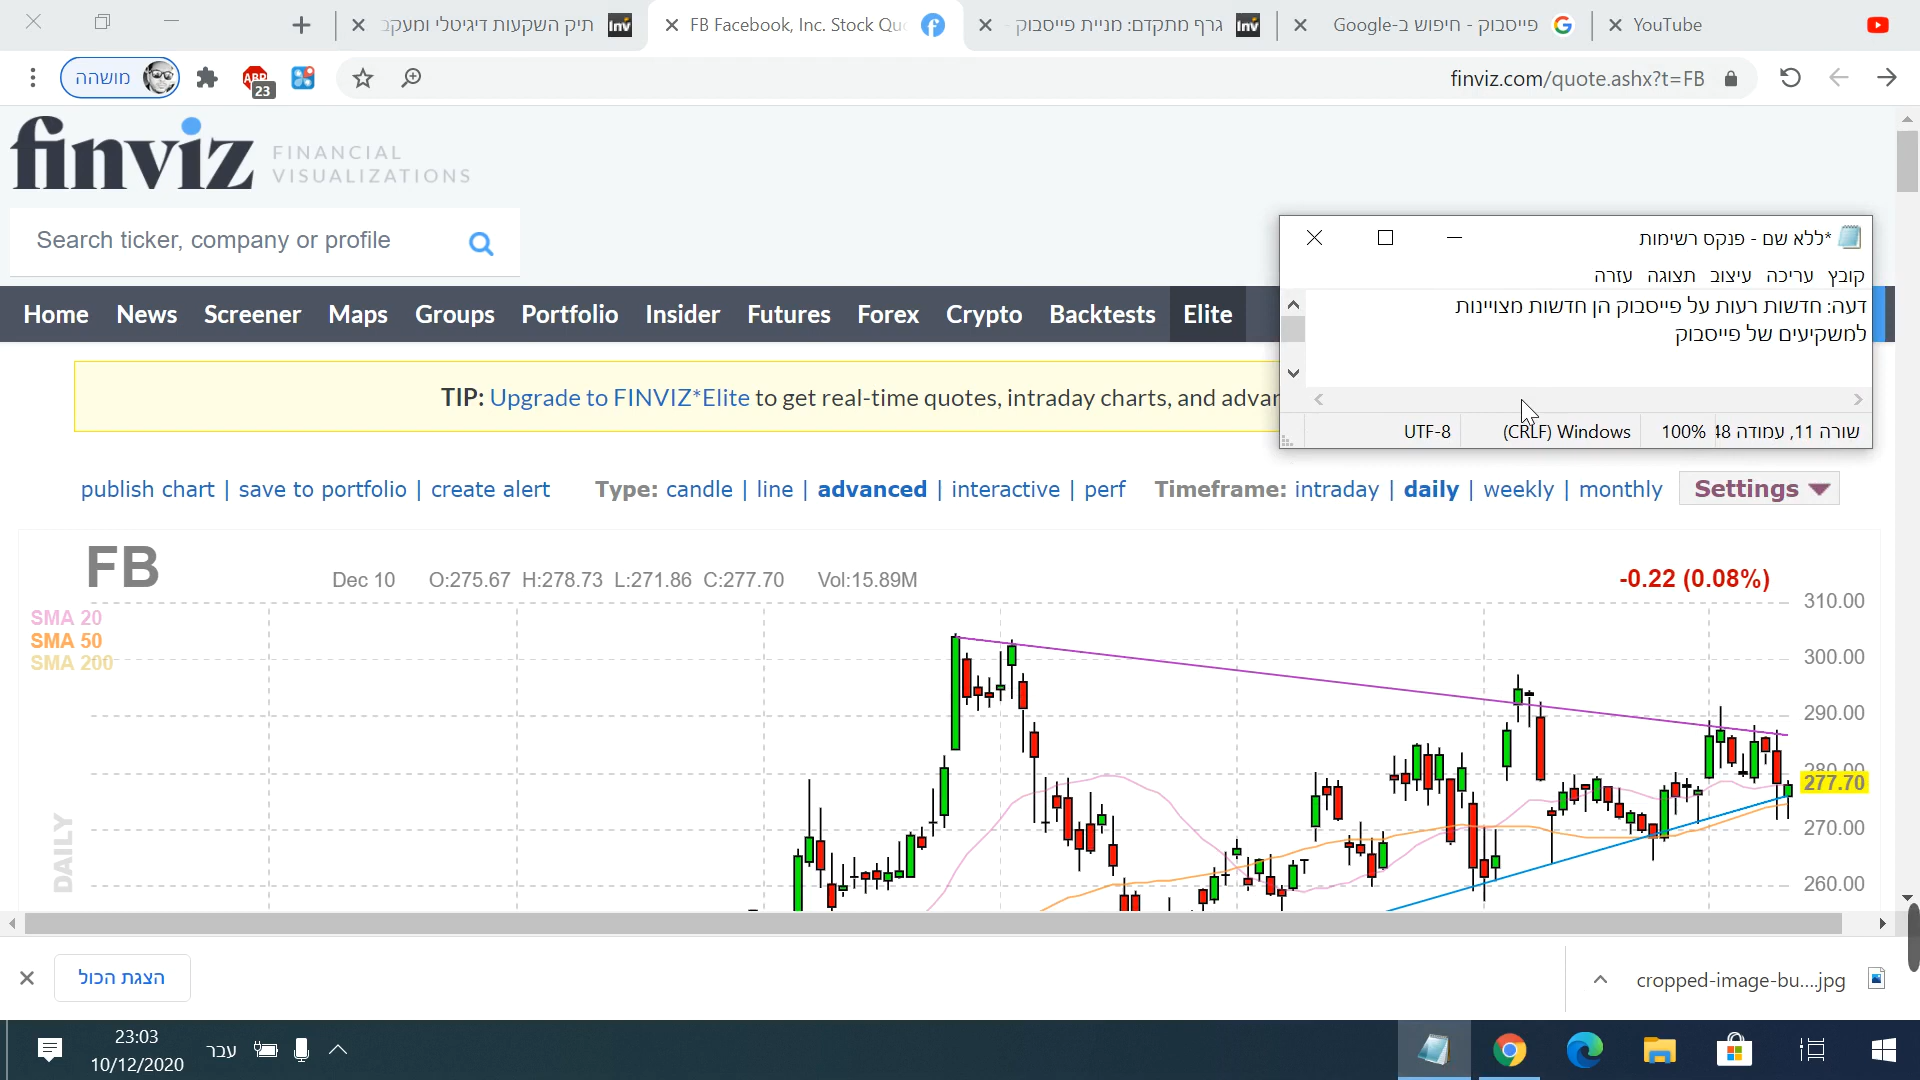 תיק השקעות דיגיטלי ומעקב
FB Facebook, Inc. Stock Quo
גרף מתקדם: מניית פייסבוק -
פייסבוק - חיפוש ב-Google
YouTube
מושהה
ABP
23
finviz.com/quote.ashx?t=FB
finviz
FINANCIAL
VISUALIZATIONS
Search ticker, company or profile
*ללא שם - פנקס רשימות
קובץ עריכה עיצוב תצוגה עזרה
דעה: חדשות רעות על פייסבוק הן חדשות מצויינות
למשקיעים של פייסבוק
UTF-8 (CRLF) Windows 100% שורה 11, עמודה 48
Home News Screener Maps Groups Portfolio Insider Futures Forex Crypto Backtests Elite
TIP: Upgrade to FINVIZ*Elite to get real-time quotes, intraday charts, and advar
publish chart | save to portfolio | create alert Type: candle | line | advanced | interactive | perf Timeframe: intraday | daily | weekly | monthly Settings
FB
Dec 10 O:275.67 H:278.73 L:271.86 C:277.70 Vol:15.89M
-0.22 (0.08%)
SMA 20
SMA 50
SMA 200
310.00
300.00
290.00
280.00
277.70
270.00
260.00
DAILY
הצגת הכול
cropped-image-bu....jpg
23:03
10/12/2020
עבר